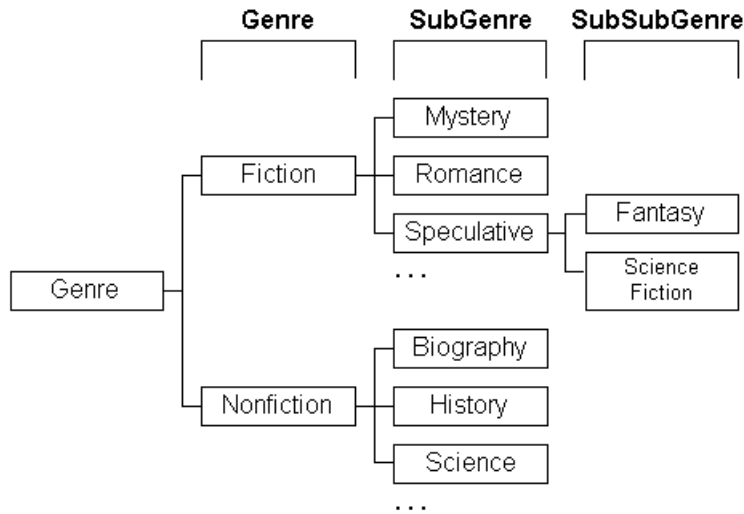 Genre
SubGenre
SubSubGenre
Mystery
Fiction
Romance
Speculative
Fantasy
. . .
Science
Fiction
Genre
Biography
Nonfiction
History
Science
. . .